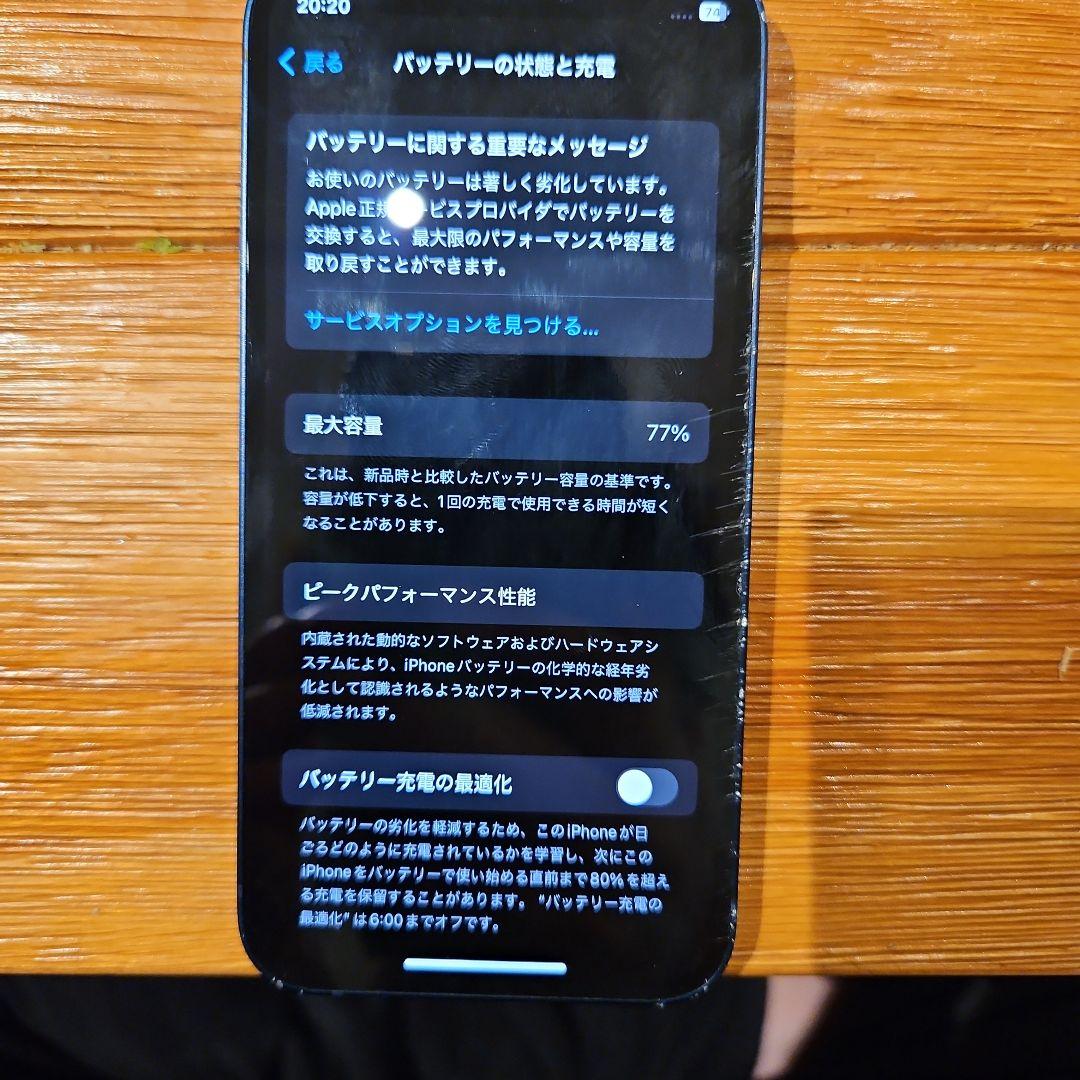 20:20
74
戻る
バッテリーの状態と充電
バッテリーに関する重要なメッセージ
お使いのバッテリーは著しく劣化しています。
Apple正規 ービスプロバイダでバッテリーを
交換すると、最大限のパフォーマンスや容量を
取り戻すことができます。
サービスオプションを見つける...
最大容量
77%
これは、新品時と比較したバッテリー容量の基準です。
容量が低下すると、1回の充電で使用できる時間が短く
なることがあります。
ピークパフォーマンス性能
内蔵された動的なソフトウェアおよびハードウェアシ
ステムにより、iPhoneバッテリーの化学的な経年劣
化として認識されるようなパフォーマンスへの影響が
低減されます。
バッテリー充電の最適化
バッテリーの劣化を軽減するため、このiPhoneが日
ごろどのように充電されているかを学習し、次にこの
iPhoneをバッテリーで使い始める直前まで80%を超え
る充電を保留することがあります。"バッテリー充電の
最適化"は6:00までオフです。